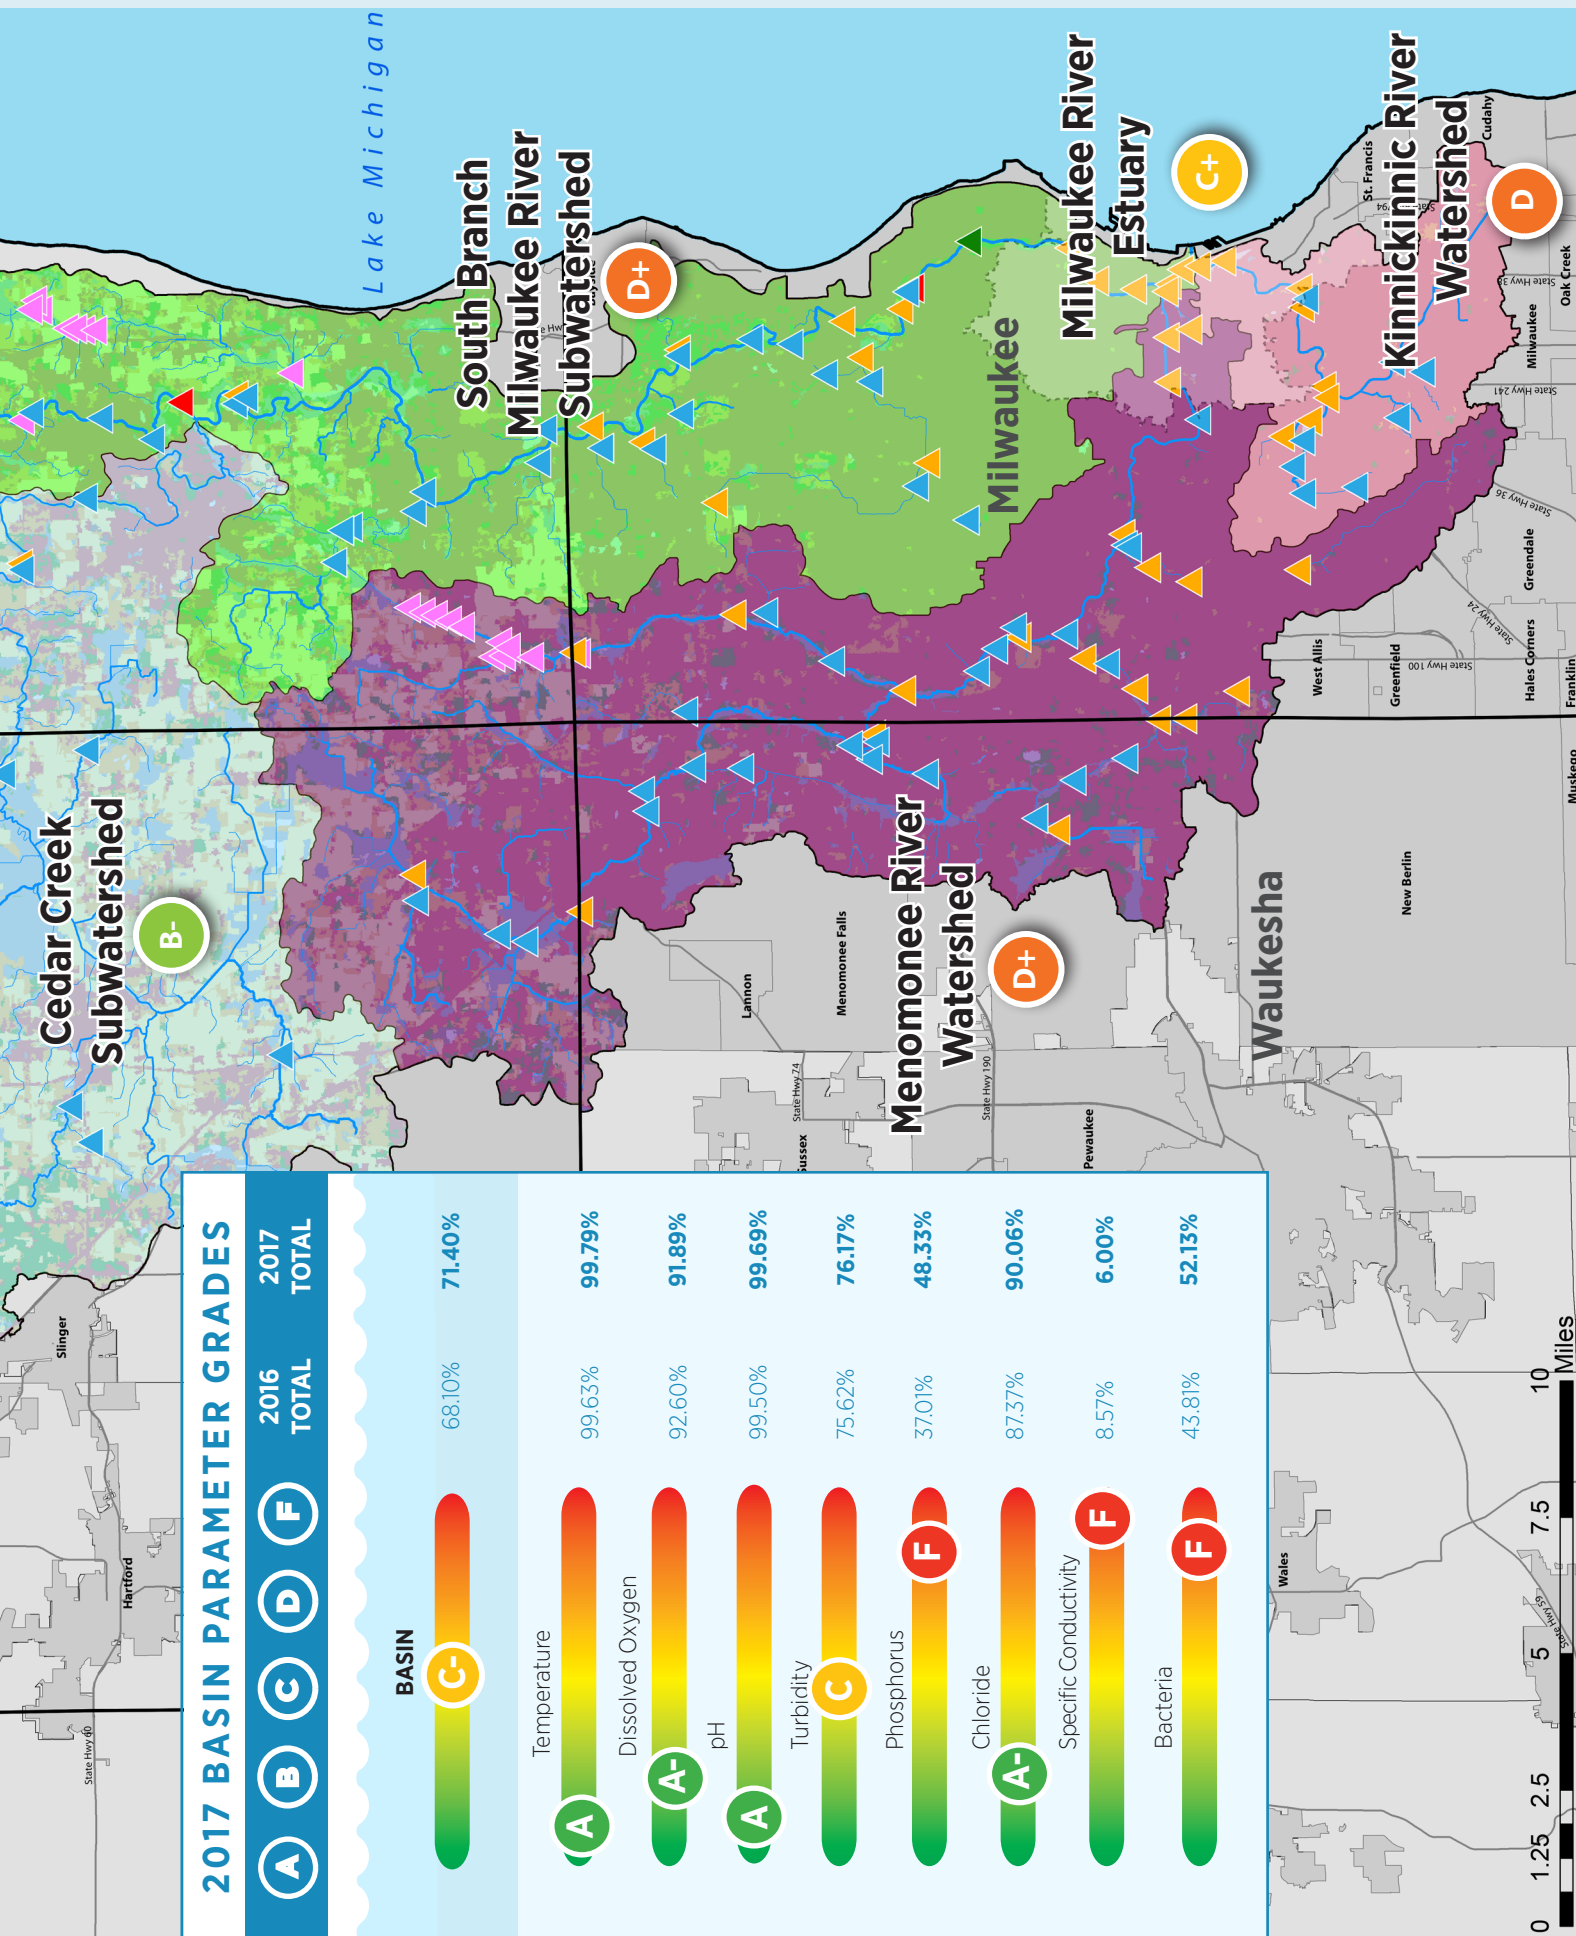 Lake Michigan
South Branch
Milwaukee River
Subwatershed
D+
Milwaukee River
Estuary
C+
Kinnickinnic River
Watershed
D
St. Francis
Cudahy
State Hwy 38
Oak Creek
Milwaukee
State Hwy 241
State Hwy 36
Greendale
State Hwy 24
Hales Corners
State Hwy 100
Greenfield
West Allis
Franklin
Muskego
Milwaukee
Cedar Creek
Subwatershed
B-
Menomonee River
Watershed
D+
Waukesha
New Berlin
Menomonee Falls
Lannon
State Hwy 74
State Hwy 190
Sussex
Pewaukee
Slinger
Hartford
State Hwy 60
Wales
State Hwy 59
2017 BASIN PARAMETER GRADES
A B C D F 2016 TOTAL 2017 TOTAL
BASIN
C- 68.10% 71.40%
Temperature
A 99.63% 99.79%
Dissolved Oxygen
A- 92.60% 91.89%
pH
A 99.50% 99.69%
Turbidity
C 75.62% 76.17%
Phosphorus
F 37.01% 48.33%
Chloride
A- 87.37% 90.06%
Specific Conductivity
F 8.57% 6.00%
Bacteria
F 43.81% 52.13%
0 1.25 2.5 5 7.5 10
Miles